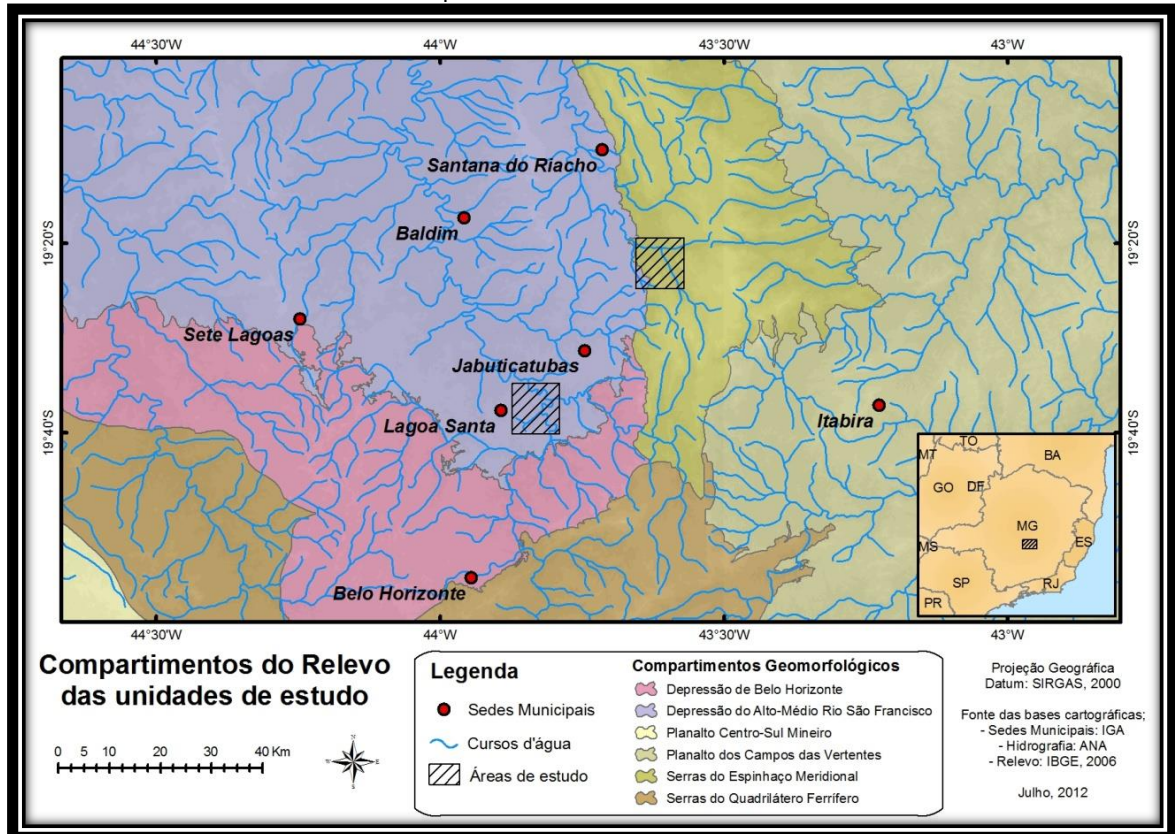 44°30'W 44°W 43°30'W 43°W
19°20'S 19°20'S
19°40'S 19°40'S
Santana do Riacho
Baldim
Sete Lagoas
Jabuticatubas
Lagoa Santa
Itabira
Belo Horizonte
MT
TO
BA
GO
DF
MG
MS
ES
SP
RJ
PR
44°30'W 44°W 43°30'W 43°W
Compartimentos do Relevo
das unidades de estudo
0 5 10 20 30 40 Km
N
E
S
W
Legenda
Sedes Municipais
Cursos d'água
Áreas de estudo
Compartimentos Geomorfológicos
Depressão de Belo Horizonte
Depressão do Alto-Médio Rio São Francisco
Planalto Centro-Sul Mineiro
Planalto dos Campos das Vertentes
Serras do Espinhaço Meridional
Serras do Quadrilátero Ferrífero
Projeção Geográfica
Datum: SIRGAS, 2000
Fonte das bases cartográficas;
- Sedes Municipais: IGA
- Hidrografia: ANA
- Relevo: IBGE, 2006
Julho, 2012